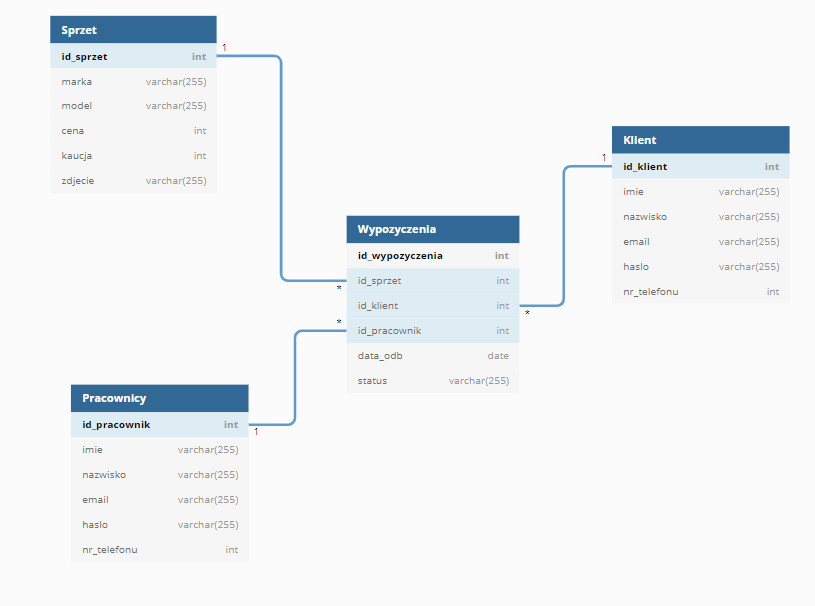 Sprzet
id_sprzet int
marka varchar(255)
model varchar(255)
cena int
kaucja int
zdjecie varchar(255)
1
Klient
id_klient int
imie varchar(255)
nazwisko varchar(255)
email varchar(255)
haslo varchar(255)
nr_telefonu int
1
Wypozyczenia
id_wypozyczenia int
id_sprzet int
id_klient int
id_pracownik int
data_odb date
status varchar(255)
*
*
*
Pracownicy
id_pracownik int
imie varchar(255)
nazwisko varchar(255)
email varchar(255)
haslo varchar(255)
nr_telefonu int
1